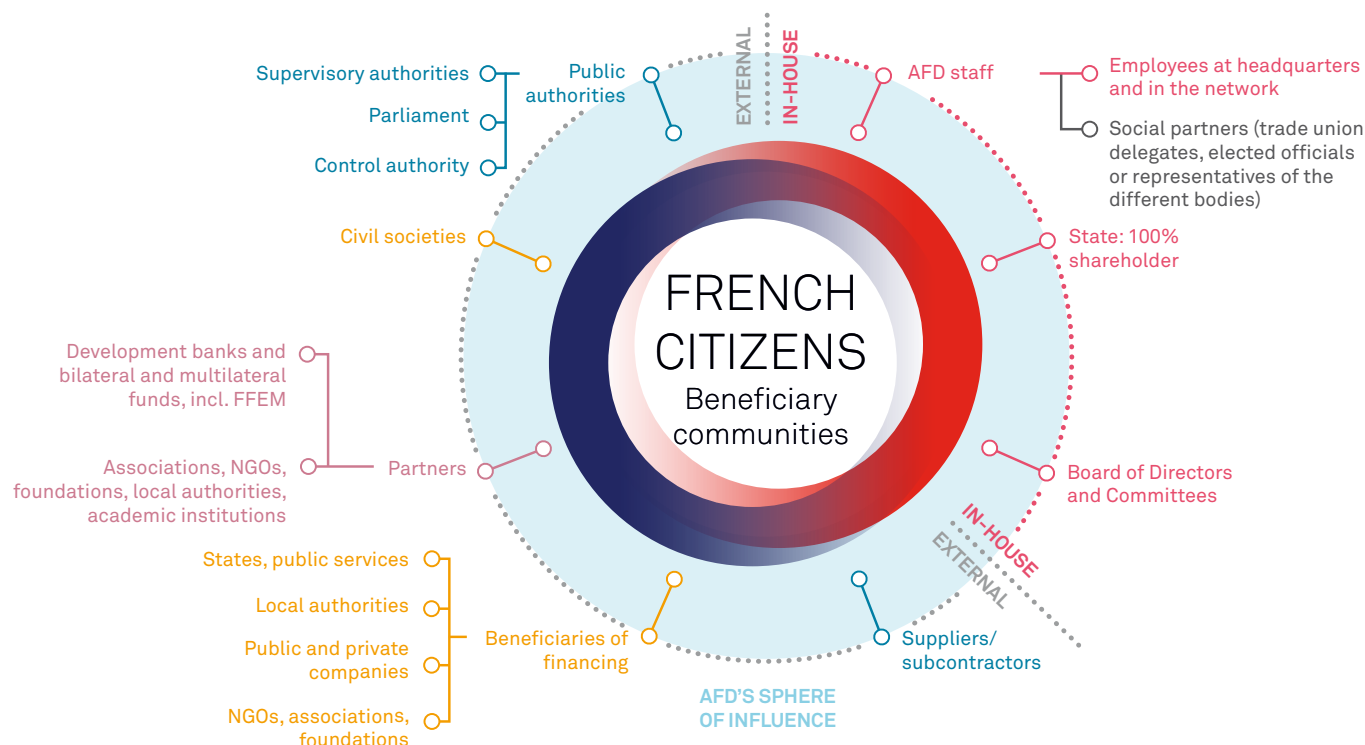 EXTERNAL
IN-HOUSE
Supervisory authorities
Parliament
Control authority
Public
authorities
AFD staff
Employees at headquarters
and in the network
Social partners (trade union
delegates, elected officials
or representatives of the
different bodies)
Civil societies
State: 100%
shareholder
FRENCH
CITIZENS
Beneficiary
communities
Development banks and
bilateral and multilateral
funds, incl. FFEM
Associations, NGOs,
foundations, local authorities,
academic institutions
Partners
Board of Directors
and Committees
IN-HOUSE
EXTERNAL
States, public services
Local authorities
Public and private
companies
NGOs, associations,
foundations
Beneficiaries of
financing
Suppliers/
subcontractors
AFD'S SPHERE
OF INFLUENCE